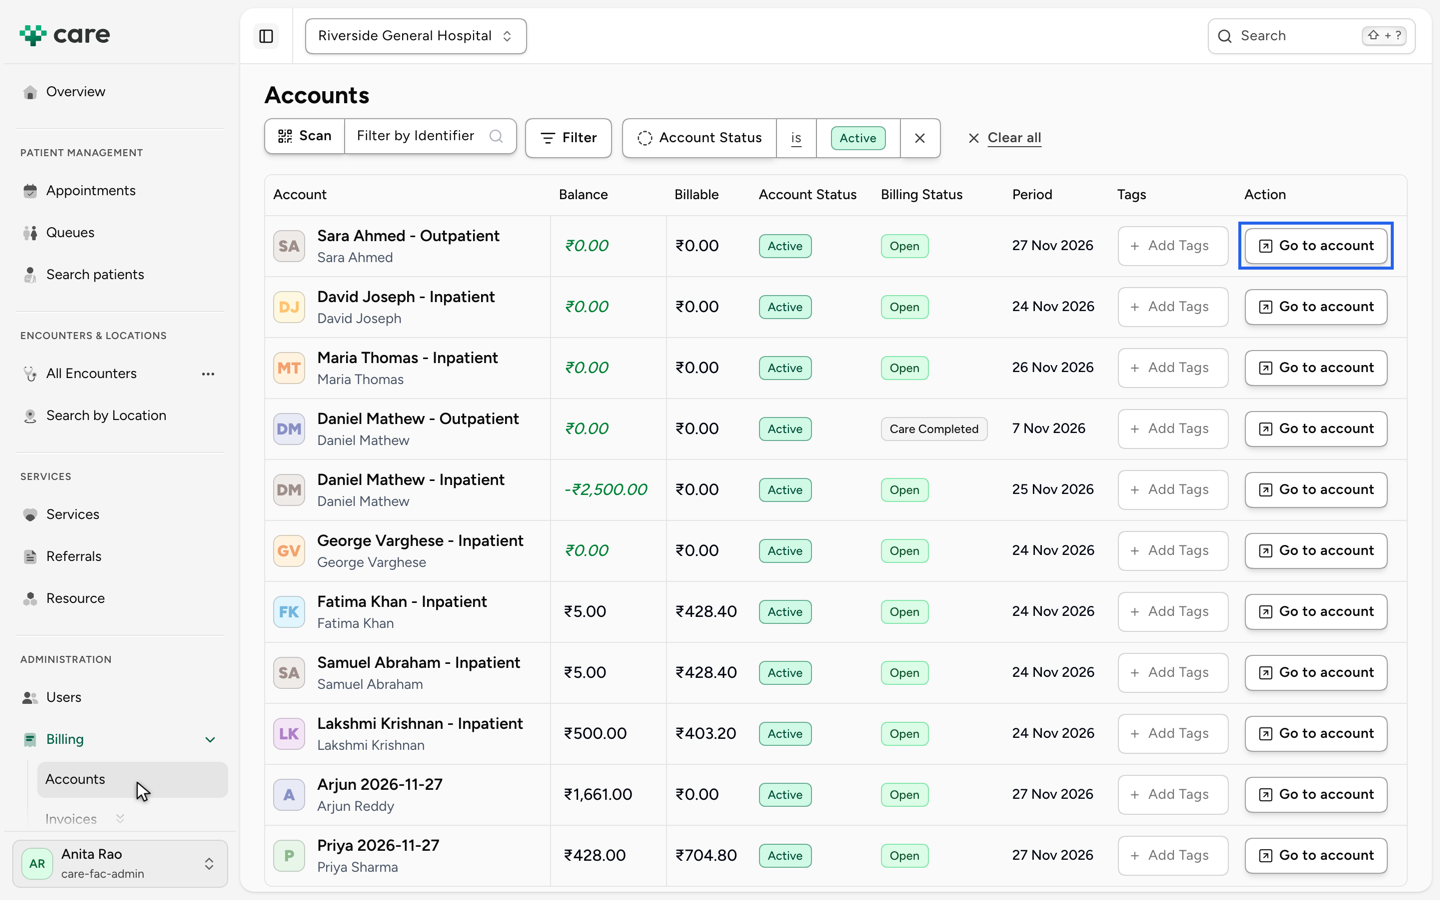 care
Riverside General Hospital
Search
⇧ + ?
Overview
PATIENT MANAGEMENT
Appointments
Queues
Search patients
ENCOUNTERS & LOCATIONS
All Encounters
Search by Location
SERVICES
Services
Referrals
Resource
ADMINISTRATION
Users
Billing
Accounts
Invoices
AR
Anita Rao
care-fac-admin
Accounts
Scan Filter by Identifier Filter Account Status is Active Clear all
Account Balance Billable Account Status Billing Status Period Tags Action
SA Sara Ahmed - Outpatient ₹0.00 ₹0.00 Active Open 27 Nov 2026 + Add Tags Go to account
Sara Ahmed
DJ David Joseph - Inpatient ₹0.00 ₹0.00 Active Open 24 Nov 2026 + Add Tags Go to account
David Joseph
MT Maria Thomas - Inpatient ₹0.00 ₹0.00 Active Open 26 Nov 2026 + Add Tags Go to account
Maria Thomas
DM Daniel Mathew - Outpatient ₹0.00 ₹0.00 Active Care Completed 7 Nov 2026 + Add Tags Go to account
Daniel Mathew
DM Daniel Mathew - Inpatient -₹2,500.00 ₹0.00 Active Open 25 Nov 2026 + Add Tags Go to account
Daniel Mathew
GV George Varghese - Inpatient ₹0.00 ₹0.00 Active Open 24 Nov 2026 + Add Tags Go to account
George Varghese
FK Fatima Khan - Inpatient ₹5.00 ₹428.40 Active Open 24 Nov 2026 + Add Tags Go to account
Fatima Khan
SA Samuel Abraham - Inpatient ₹5.00 ₹428.40 Active Open 24 Nov 2026 + Add Tags Go to account
Samuel Abraham
LK Lakshmi Krishnan - Inpatient ₹500.00 ₹403.20 Active Open 24 Nov 2026 + Add Tags Go to account
Lakshmi Krishnan
A Arjun 2026-11-27 ₹1,661.00 ₹0.00 Active Open 27 Nov 2026 + Add Tags Go to account
Arjun Reddy
P Priya 2026-11-27 ₹428.00 ₹704.80 Active Open 27 Nov 2026 + Add Tags Go to account
Priya Sharma